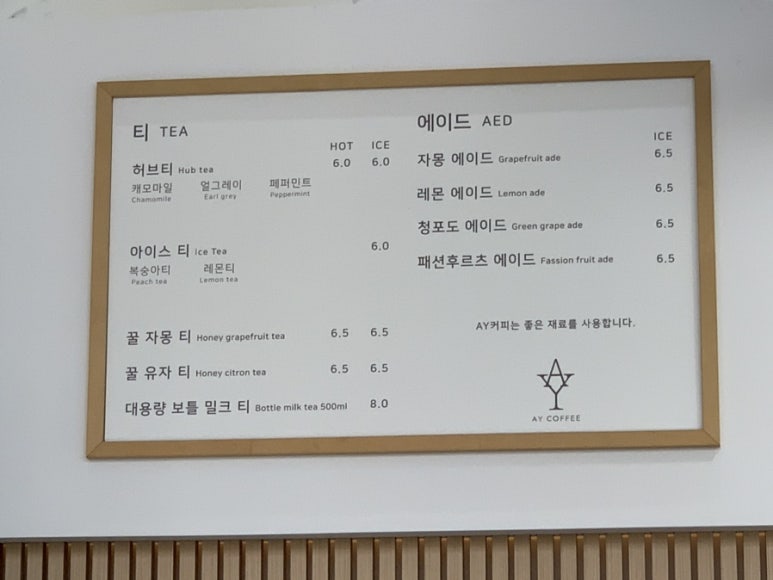 티 TEA
HOT ICE
허브티 Hub tea 6.0 6.0
캐모마일 얼그레이 페퍼민트
Chamomile Earl grey Peppermint
아이스 티 Ice Tea 6.0
복숭아티 레몬티
Peach tea Lemon tea
꿀 자몽 티 Honey grapefruit tea 6.5 6.5
꿀 유자 티 Honey citron tea 6.5 6.5
대용량 보틀 밀크 티 Bottle milk tea 500ml 8.0
에이드 AED
ICE
자몽 에이드 Grapefruit ade 6.5
레몬 에이드 Lemon ade 6.5
청포도 에이드 Green grape ade 6.5
패션후르츠 에이드 Fassion fruit ade 6.5
AY커피는 좋은 재료를 사용합니다.
AY COFFEE